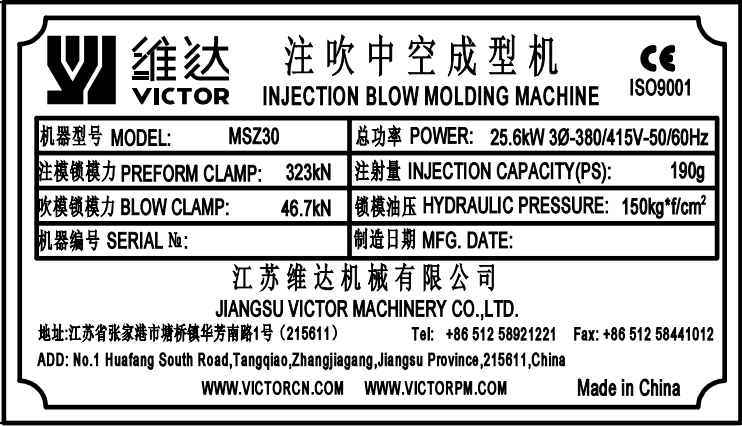 维达 注吹中空成型机 CE
VICTOR INJECTION BLOW MOLDING MACHINE ISO9001
机器型号 MODEL: MSZ30 总功率 POWER: 25.6kW 3Ø-380/415V-50/60Hz
注模锁模力 PREFORM CLAMP: 323kN 注射量 INJECTION CAPACITY(PS): 190g
吹模锁模力 BLOW CLAMP: 46.7kN 锁模油压 HYDRAULIC PRESSURE: 150kg*f/cm²
机器编号 SERIAL №: 制造日期 MFG. DATE:
江苏维达机械有限公司
JIANGSU VICTOR MACHINERY CO.,LTD.
地址:江苏省张家港市塘桥镇华芳南路1号（215611） Tel: +86 512 58921221 Fax: +86 512 58441012
ADD: No.1 Huafang South Road,Tangqiao,Zhangjiagang,Jiangsu Province,215611,China
WWW.VICTORCN.COM WWW.VICTORPM.COM Made in China